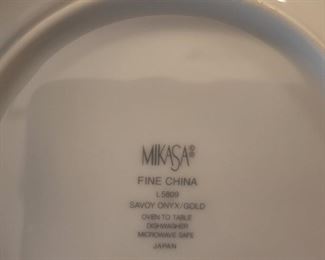 MIKASA®
FINE CHINA
L5809
SAVOY ONYX/GOLD
OVEN TO TABLE
DISHWASHER
MICROWAVE SAFE
JAPAN